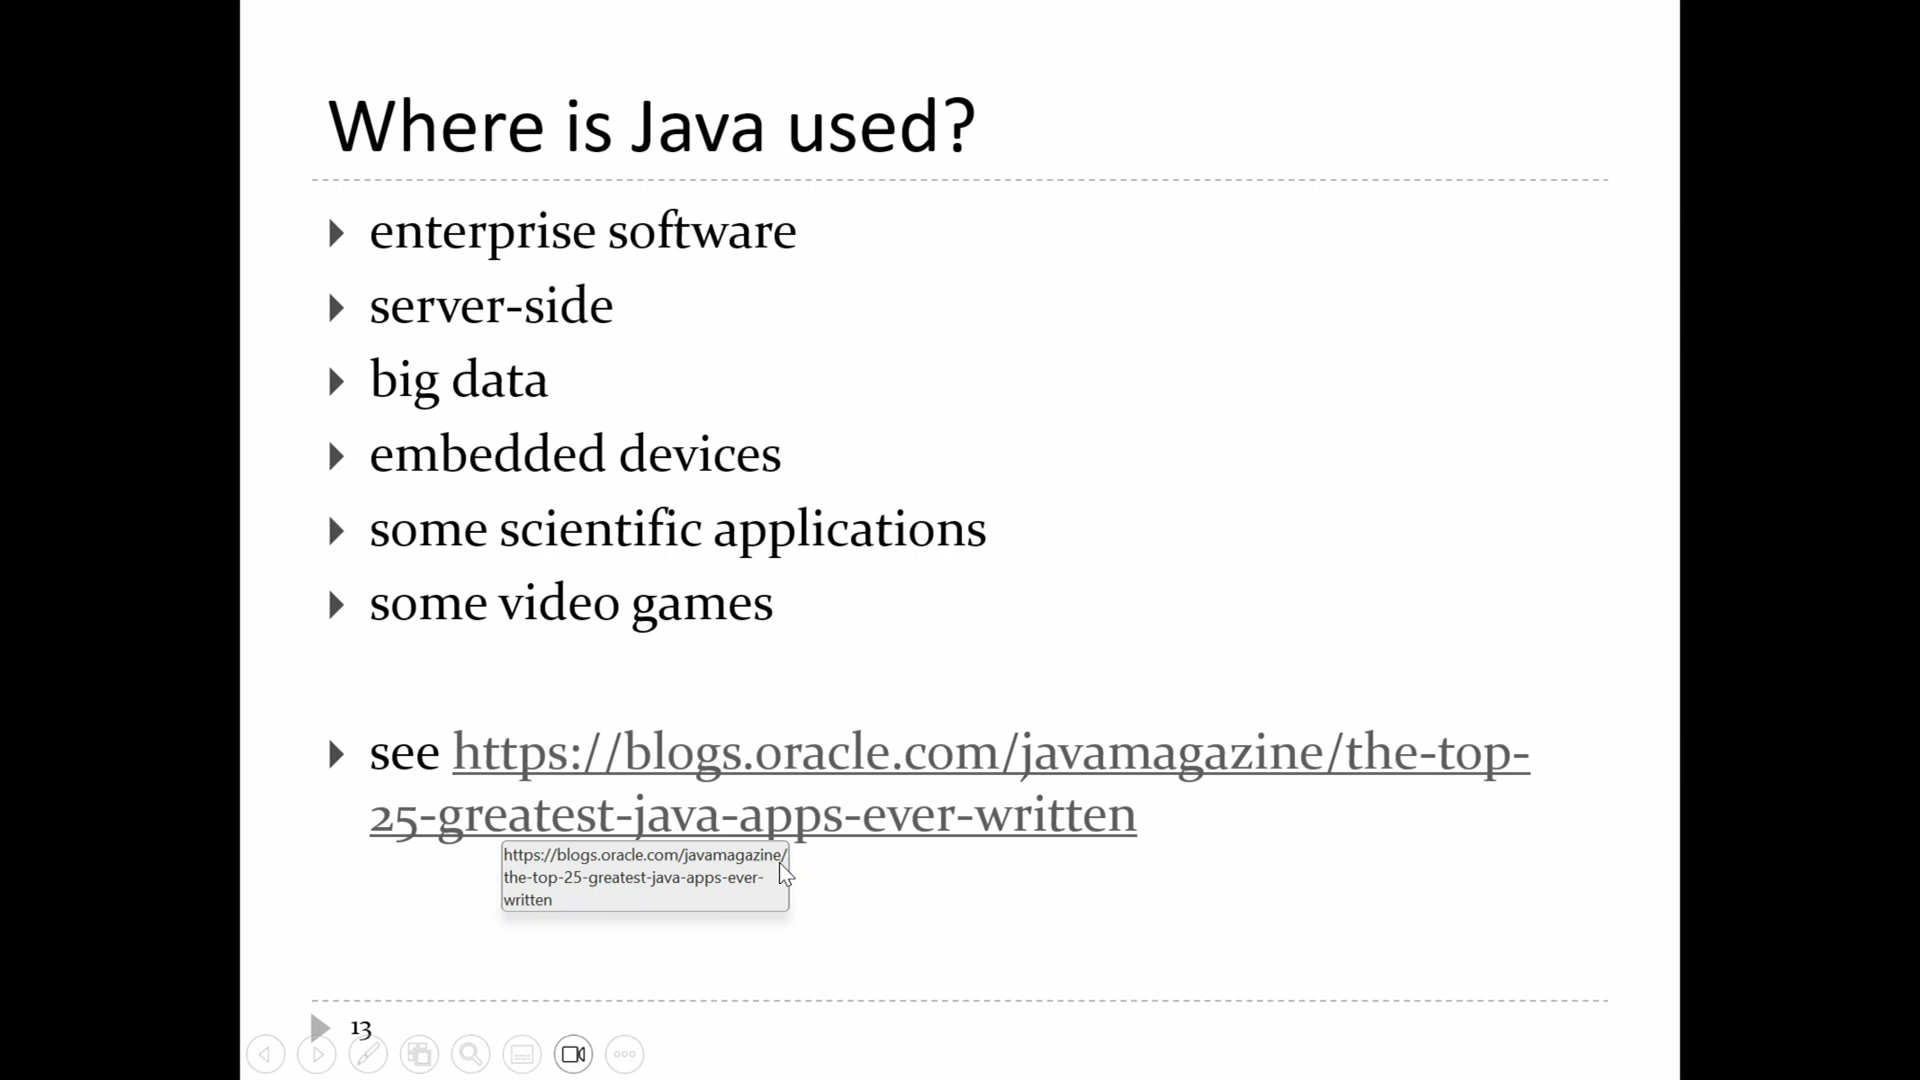 Where is Java used?
enterprise software
server-side
big data
embedded devices
some scientific applications
some video games
see https://blogs.oracle.com/javamagazine/the-top-
25-greatest-java-apps-ever-written
https://blogs.oracle.com/javamagazine/
the-top-25-greatest-java-apps-ever-
written
13